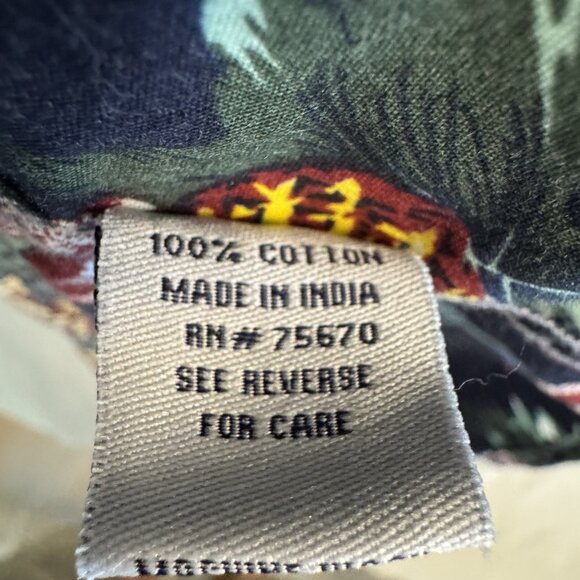 100% COTTON
MADE IN INDIA
RN# 75670
SEE REVERSE
FOR CARE